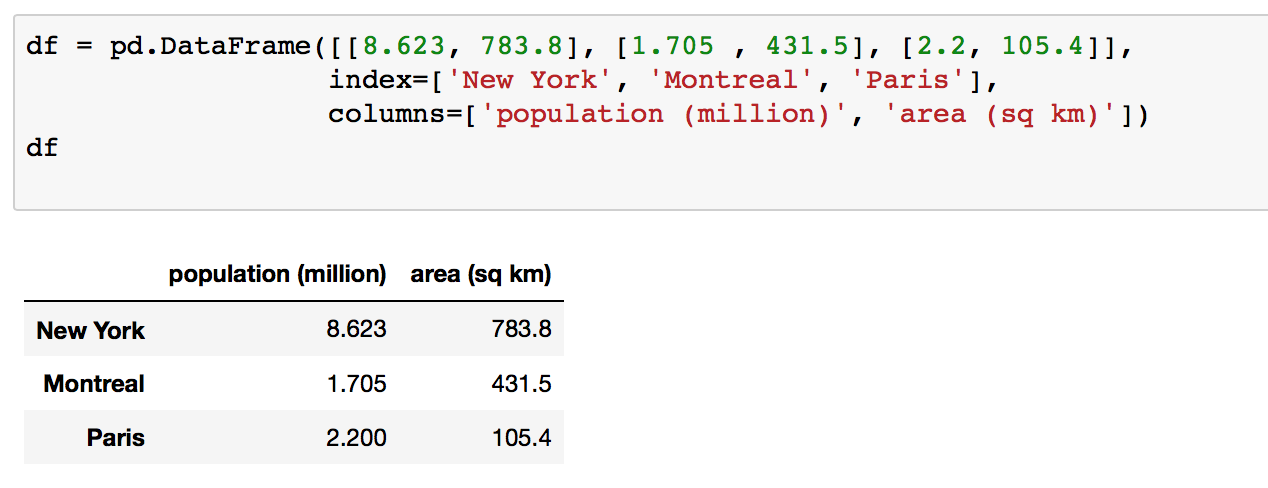 df = pd.DataFrame([[8.623, 783.8], [1.705 , 431.5], [2.2, 105.4]],
                  index=['New York', 'Montreal', 'Paris'],
                  columns=['population (million)', 'area (sq km)'])
df
population (million) area (sq km)
New York 8.623 783.8
Montreal 1.705 431.5
Paris 2.200 105.4